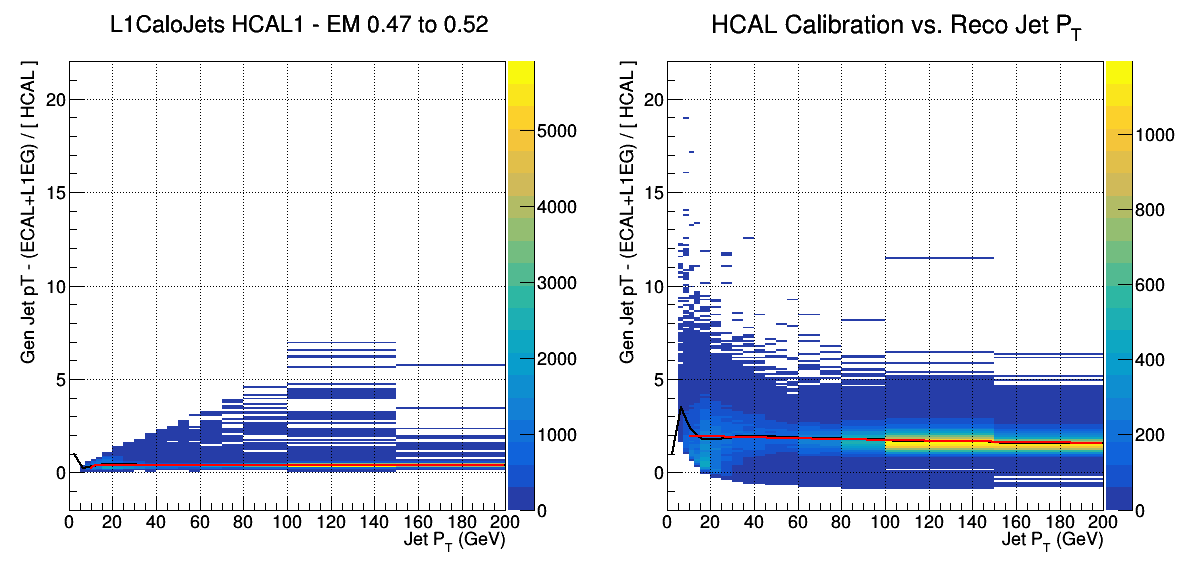 L1CaloJets HCAL1 - EM 0.47 to 0.52
Gen Jet pT - (ECAL+L1EG) / [ HCAL ]
20
15
10
5
0
0 20 40 60 80 100 120 140 160 180 200
Jet PT (GeV)
5000
4000
3000
2000
1000
0
HCAL Calibration vs. Reco Jet PT
Gen Jet pT - (ECAL+L1EG) / [ HCAL ]
20
15
10
5
0
0 20 40 60 80 100 120 140 160 180 200
Jet PT (GeV)
1000
800
600
400
200
0